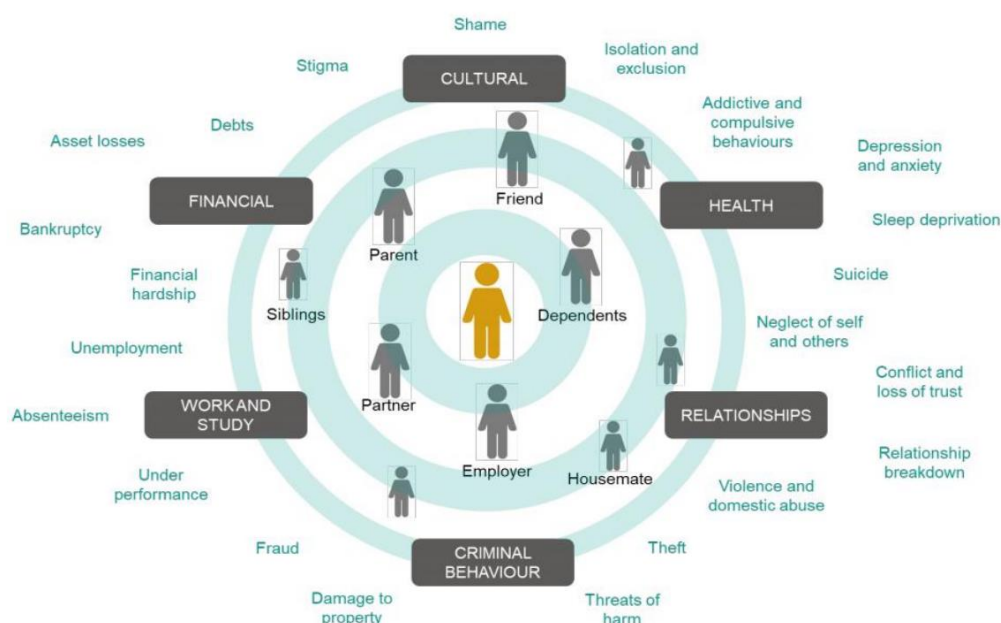 Shame
Stigma
CULTURAL
Isolation and
exclusion
Asset losses
Debts
Addictive and
compulsive
behaviours
Depression
and anxiety
FINANCIAL
Friend
HEALTH
Bankruptcy
Parent
Sleep deprivation
Financial
hardship
Siblings
Dependents
Suicide
Unemployment
Neglect of self
and others
Partner
Conflict and
loss of trust
Absenteeism
WORK AND
STUDY
RELATIONSHIPS
Under
performance
Employer
Housemate
Relationship
breakdown
Violence and
domestic abuse
Fraud
CRIMINAL
BEHAVIOUR
Theft
Damage to
property
Threats of
harm